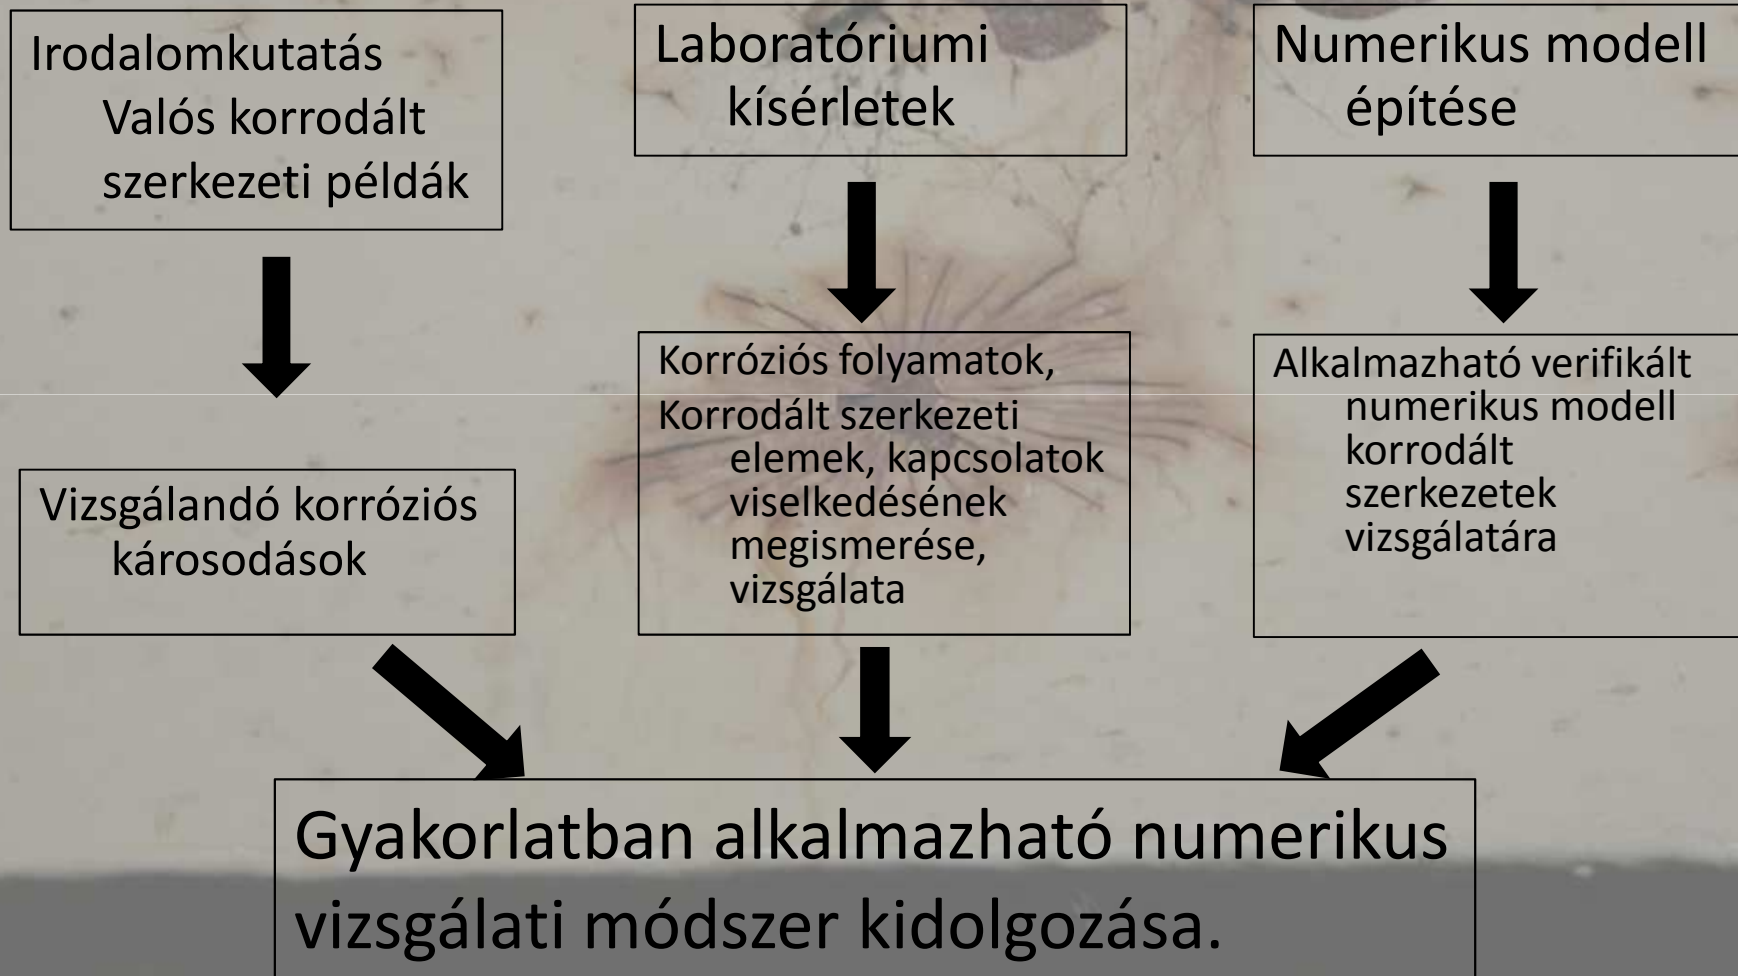 Irodalomkutatás
Valós korrodált
szerkezeti példák
Laboratóriumi
kísérletek
Numerikus modell
építése
Vizsgálandó korróziós
károsodások
Korróziós folyamatok,
Korrodált szerkezeti
elemek, kapcsolatok
viselkedésének
megismerése,
vizsgálata
Alkalmazható verifikált
numerikus modell
korrodált
szerkezetek
vizsgálatára
Gyakorlatban alkalmazható numerikus
vizsgálati módszer kidolgozása.